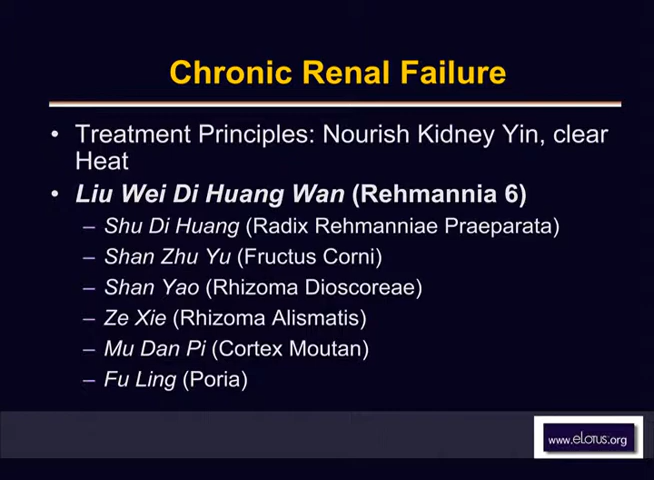 Chronic Renal Failure
• Treatment Principles: Nourish Kidney Yin, clear
Heat
• Liu Wei Di Huang Wan (Rehmannia 6)
– Shu Di Huang (Radix Rehmanniae Praeparata)
– Shan Zhu Yu (Fructus Corni)
– Shan Yao (Rhizoma Dioscoreae)
– Ze Xie (Rhizoma Alismatis)
– Mu Dan Pi (Cortex Moutan)
– Fu Ling (Poria)
www.eLotus.org